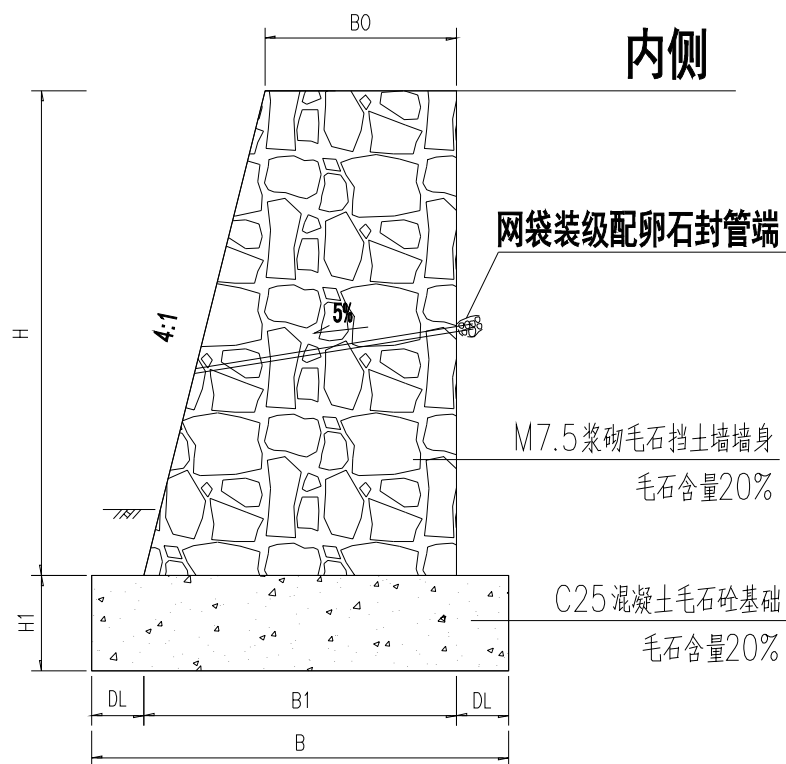 B0
内侧
网袋装级配卵石封管端
5%
4:1
H
M7.5浆砌毛石挡土墙墙身
毛石含量20%
C25混凝土毛石砼基础
毛石含量20%
H1
DL
B1
DL
B